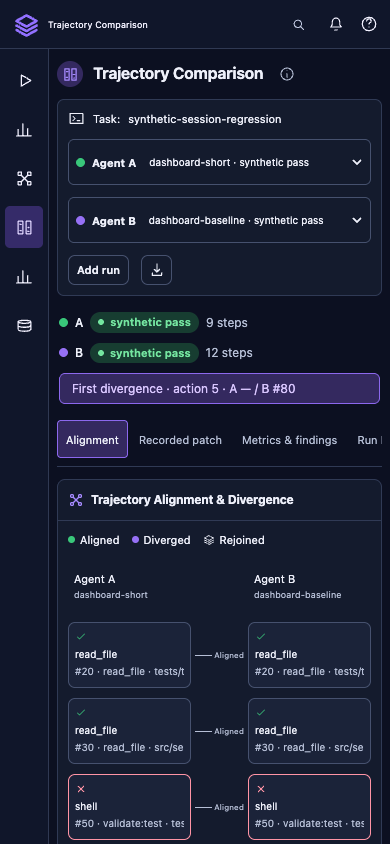 Trajectory Comparison
Trajectory Comparison
Task: synthetic-session-regression
Agent A dashboard-short · synthetic pass
Agent B dashboard-baseline · synthetic pass
Add run
A synthetic pass 9 steps
B synthetic pass 12 steps
First divergence · action 5 · A — / B #80
Alignment Recorded patch Metrics & findings Run
Trajectory Alignment & Divergence
Aligned Diverged Rejoined
Agent A Agent B
dashboard-short dashboard-baseline
read_file read_file
Aligned
#20 · read_file · tests/t #20 · read_file · tests/t
read_file read_file
Aligned
#30 · read_file · src/se #30 · read_file · src/se
shell shell
Aligned
#50 · validate:test · tes #50 · validate:test · tes